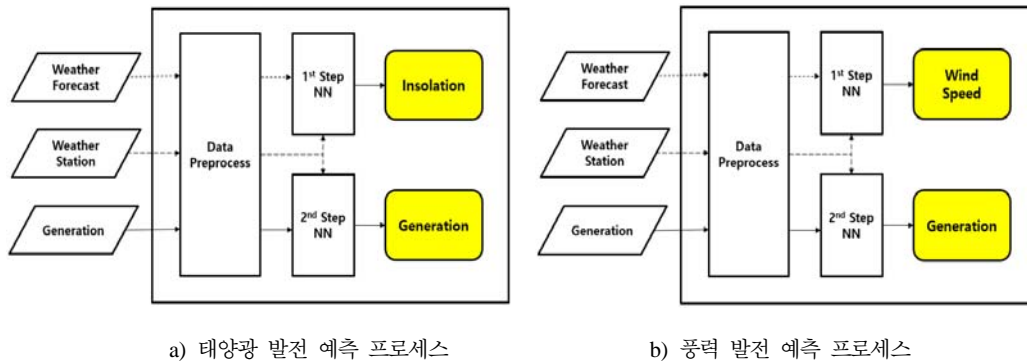 Weather
Forecast
Weather
Station
Generation
Data
Preprocess
1st Step
NN
2nd Step
NN
Insolation
Generation
a) 태양광 발전 예측 프로세스
Weather
Forecast
Weather
Station
Generation
Data
Preprocess
1st Step
NN
2nd Step
NN
Wind
Speed
Generation
b) 풍력 발전 예측 프로세스